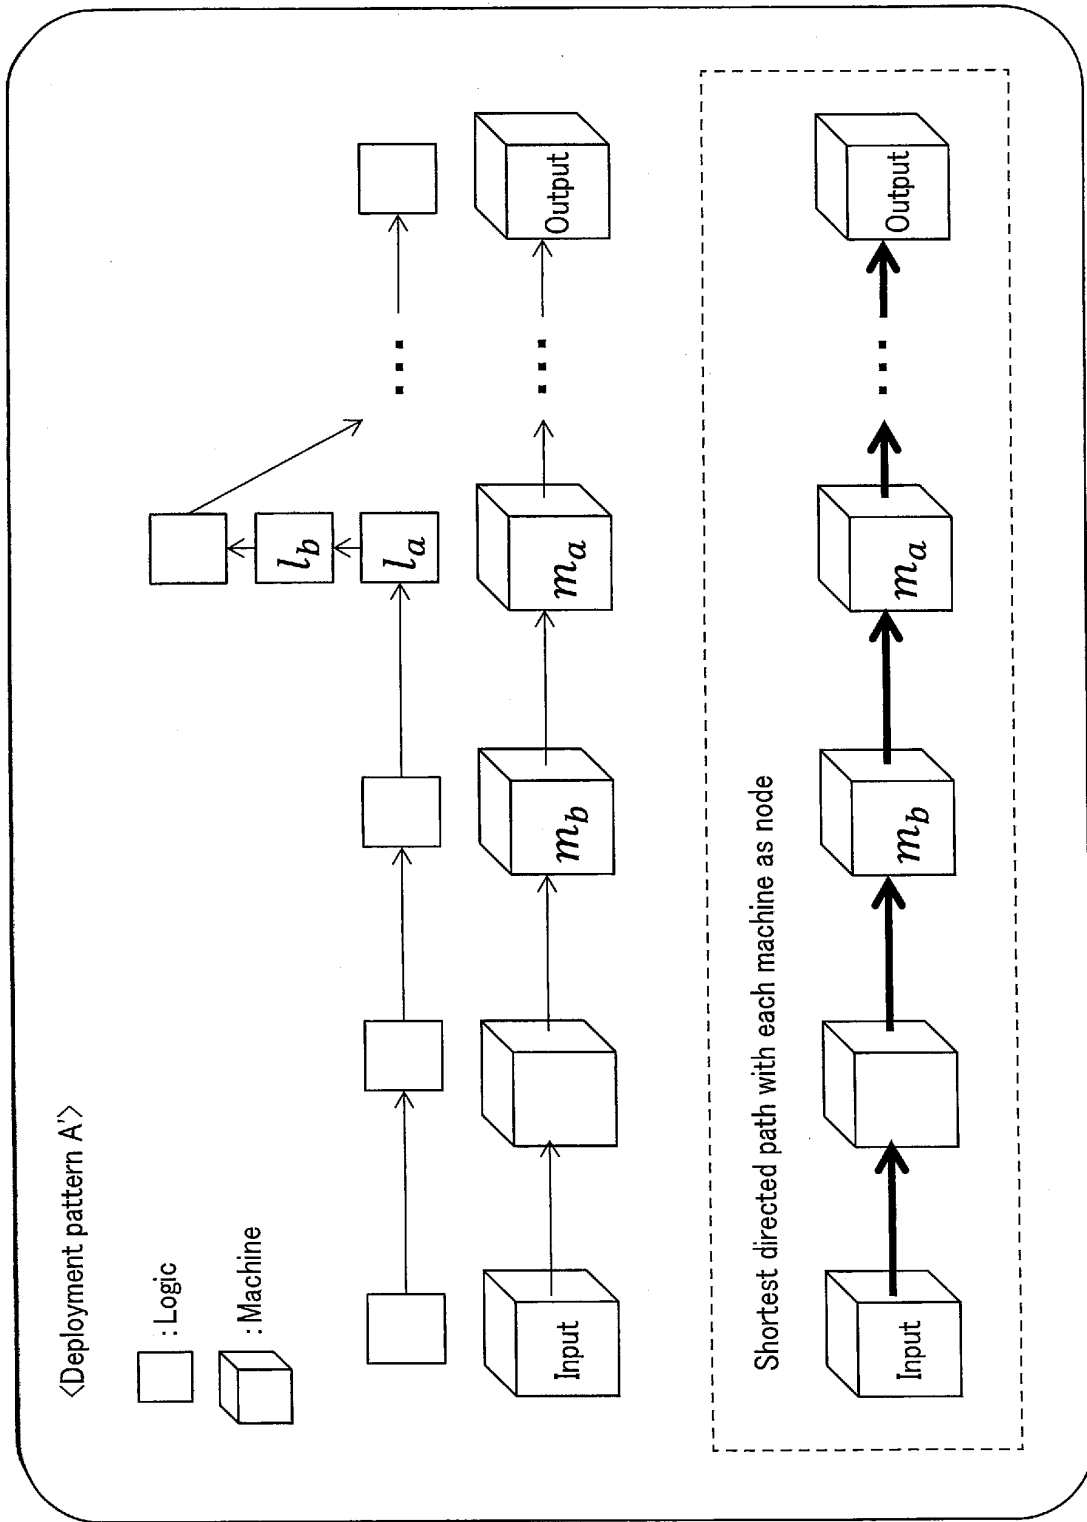 <Deployment pattern A'>
: Logic
: Machine
l_b
l_a
Input
m_b
m_a
...
...
Output
Shortest directed path with each machine as node
Input
m_b
m_a
...
Output